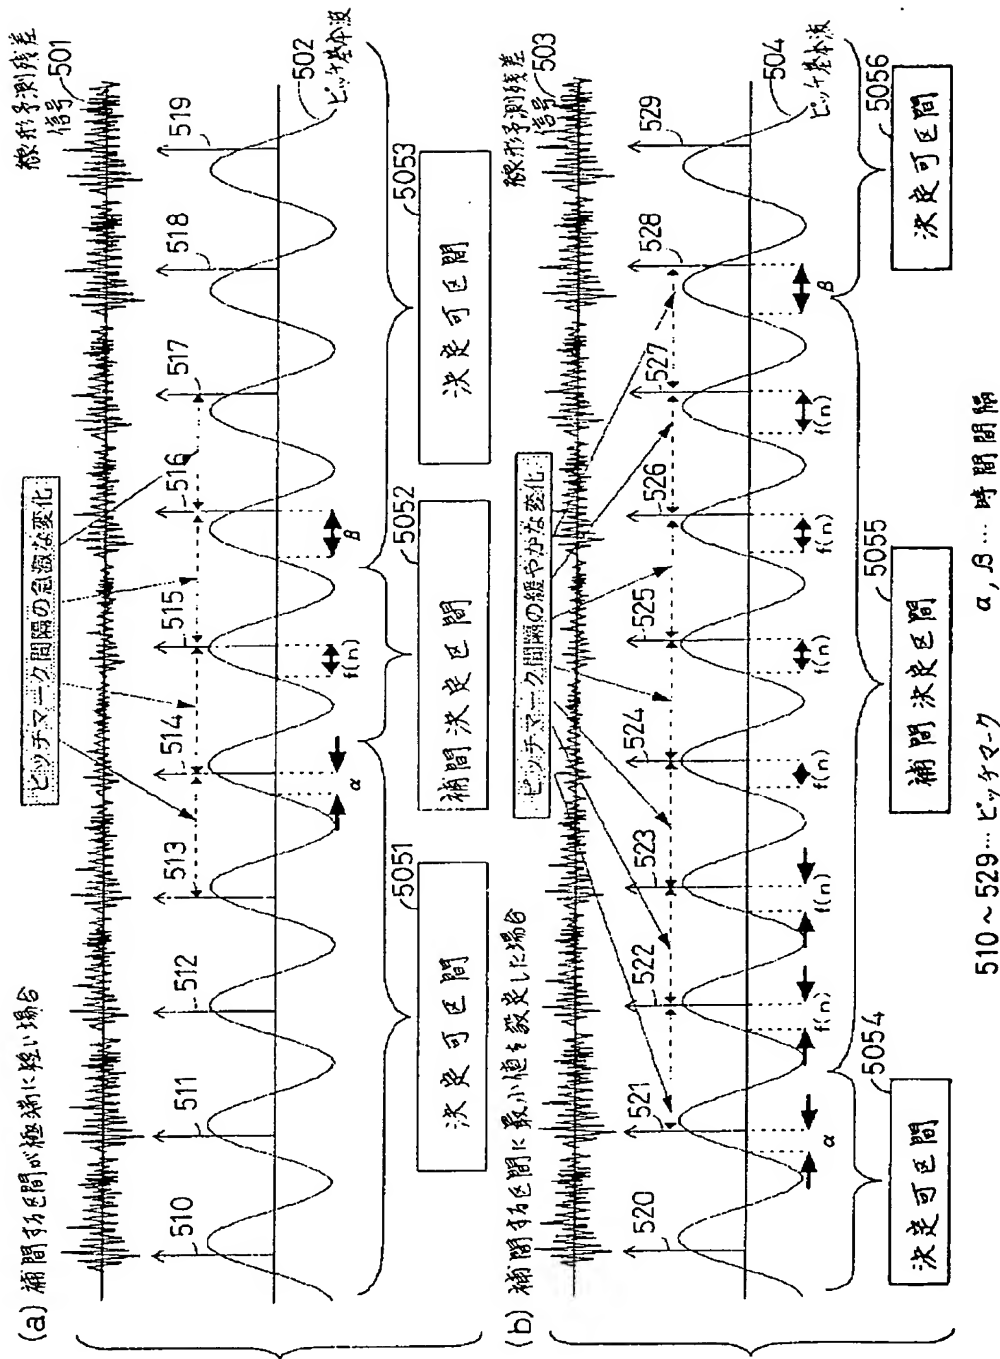 (a) 補間する区間が極端に短い場合
線形予測残差
信号 501
ピッチマーク間隔の急激な変化
510
511
512
513
514
515
516
517
518
519
502
ピッチ基本波
α
f(n)
β
5051
決定可区間
5052
補間決定区間
5053
決定可区間
(b) 補間する区間に最小値を設定した場合
線形予測残差
信号 503
ピッチマーク間隔の緩やかな変化
520
521
522
523
524
525
526
527
528
529
504
ピッチ基本波
α
f(n)
f(n)
f(n)
f(n)
f(n)
f(n)
β
5054
決定可区間
5055
補間決定区間
5056
決定可区間
510～529… ピッチマーク α, β… 時間間隔